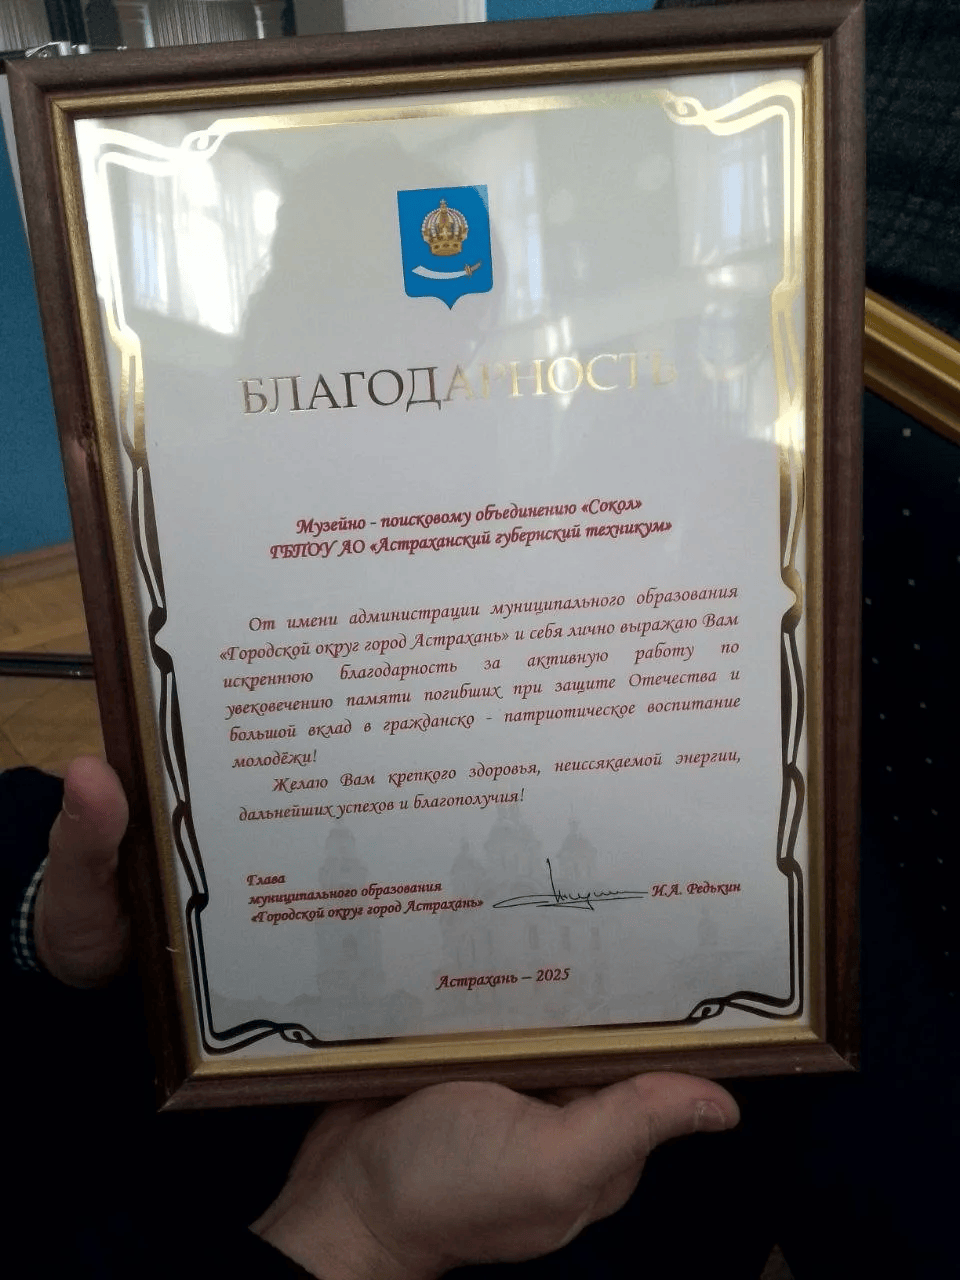 БЛАГОДАРНОСТЬ
Музейно - поисковому объединению «Сокол»
ГБПОУ АО «Астраханский губернский техникум»
От имени администрации муниципального образования
«Городской округ город Астрахань» и себя лично выражаю Вам
искреннюю благодарность за активную работу по
увековечению памяти погибших при защите Отечества и
большой вклад в гражданско - патриотическое воспитание
молодёжи!
Желаю Вам крепкого здоровья, неиссякаемой энергии,
дальнейших успехов и благополучия!
Глава
муниципального образования
«Городской округ город Астрахань»
И.А. Редькин
Астрахань – 2025